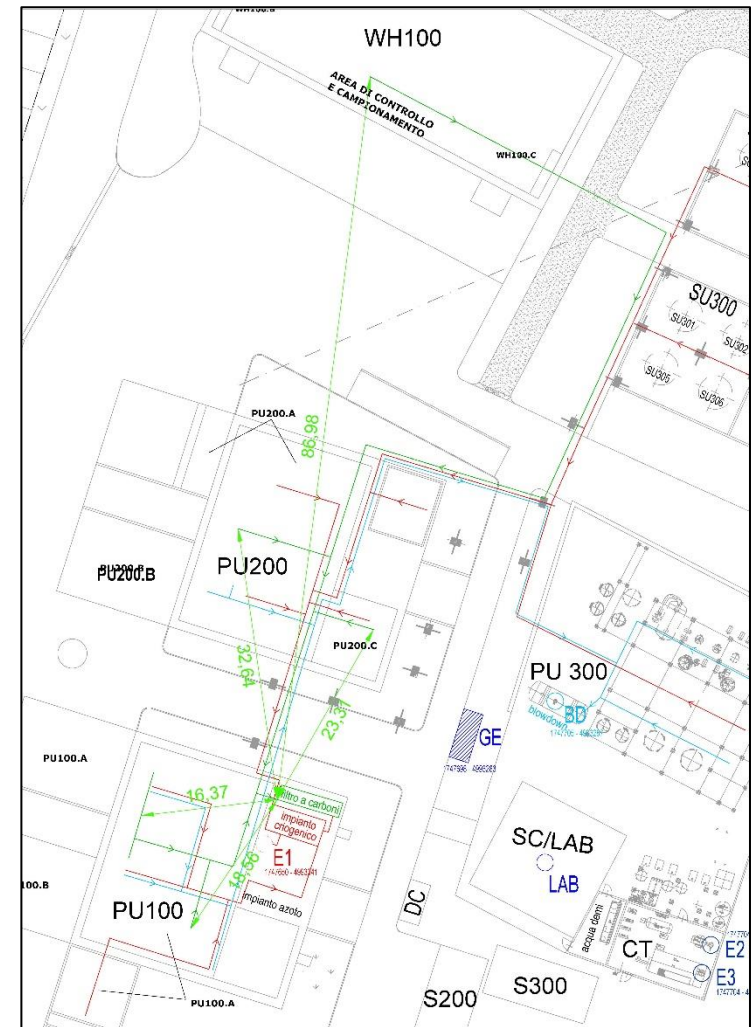 WH100
AREA DI CONTROLLO
E CAMPIONAMENTO
WH100.C
SU300
SU301
SU302
SU305
SU306
86,98
PU200.A
PU200
PU200.B
PU200.C
32,64
23,31
PU 300
BD
blowdown
GE
PU100.A
16,37
filtro a carboni
impianto
criogenico
E1
18,56
impianto azoto
SC/LAB
LAB
100.B
PU100
DC
acqua demi
CT
E2
E3
PU100.A
S200
S300